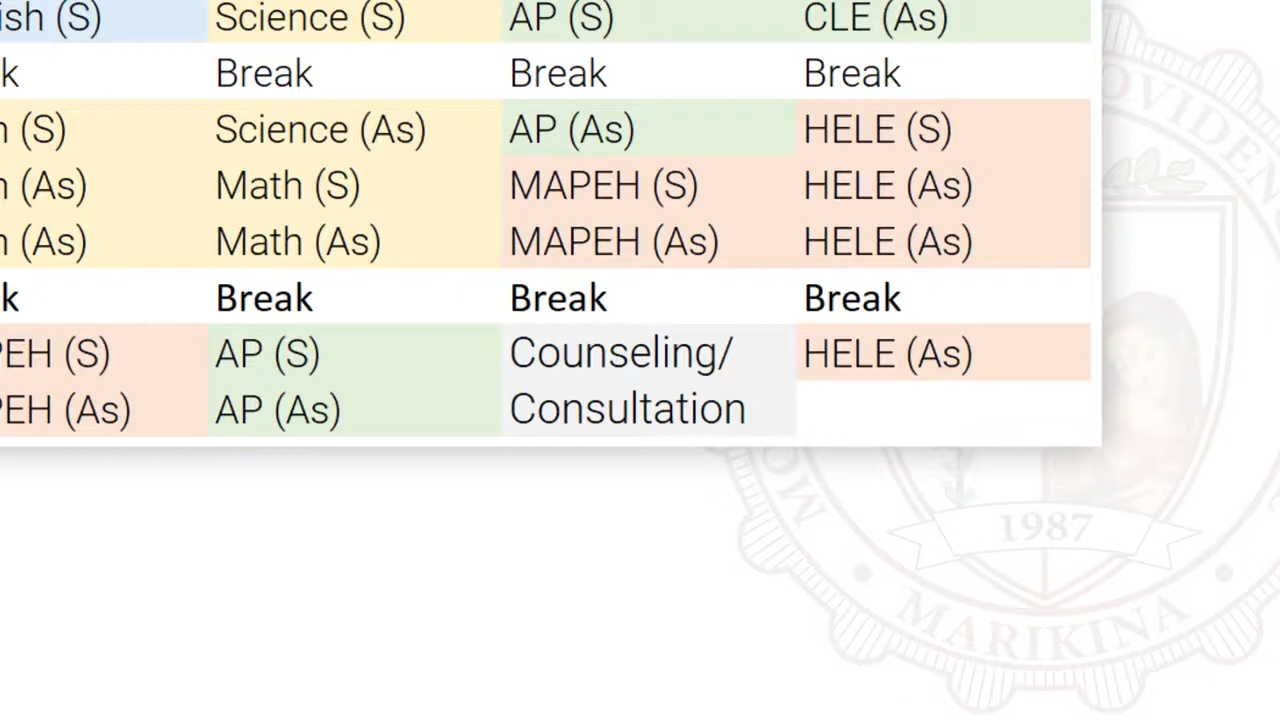 ish (S) Science (S) AP (S) CLE (As)
k Break Break Break
(S) Science (As) AP (As) HELE (S)
(As) Math (S) MAPEH (S) HELE (As)
(As) Math (As) MAPEH (As) HELE (As)
k Break Break Break
PEH (S) AP (S) Counseling/ HELE (As)
PEH (As) AP (As) Consultation
1987
MARIKINA